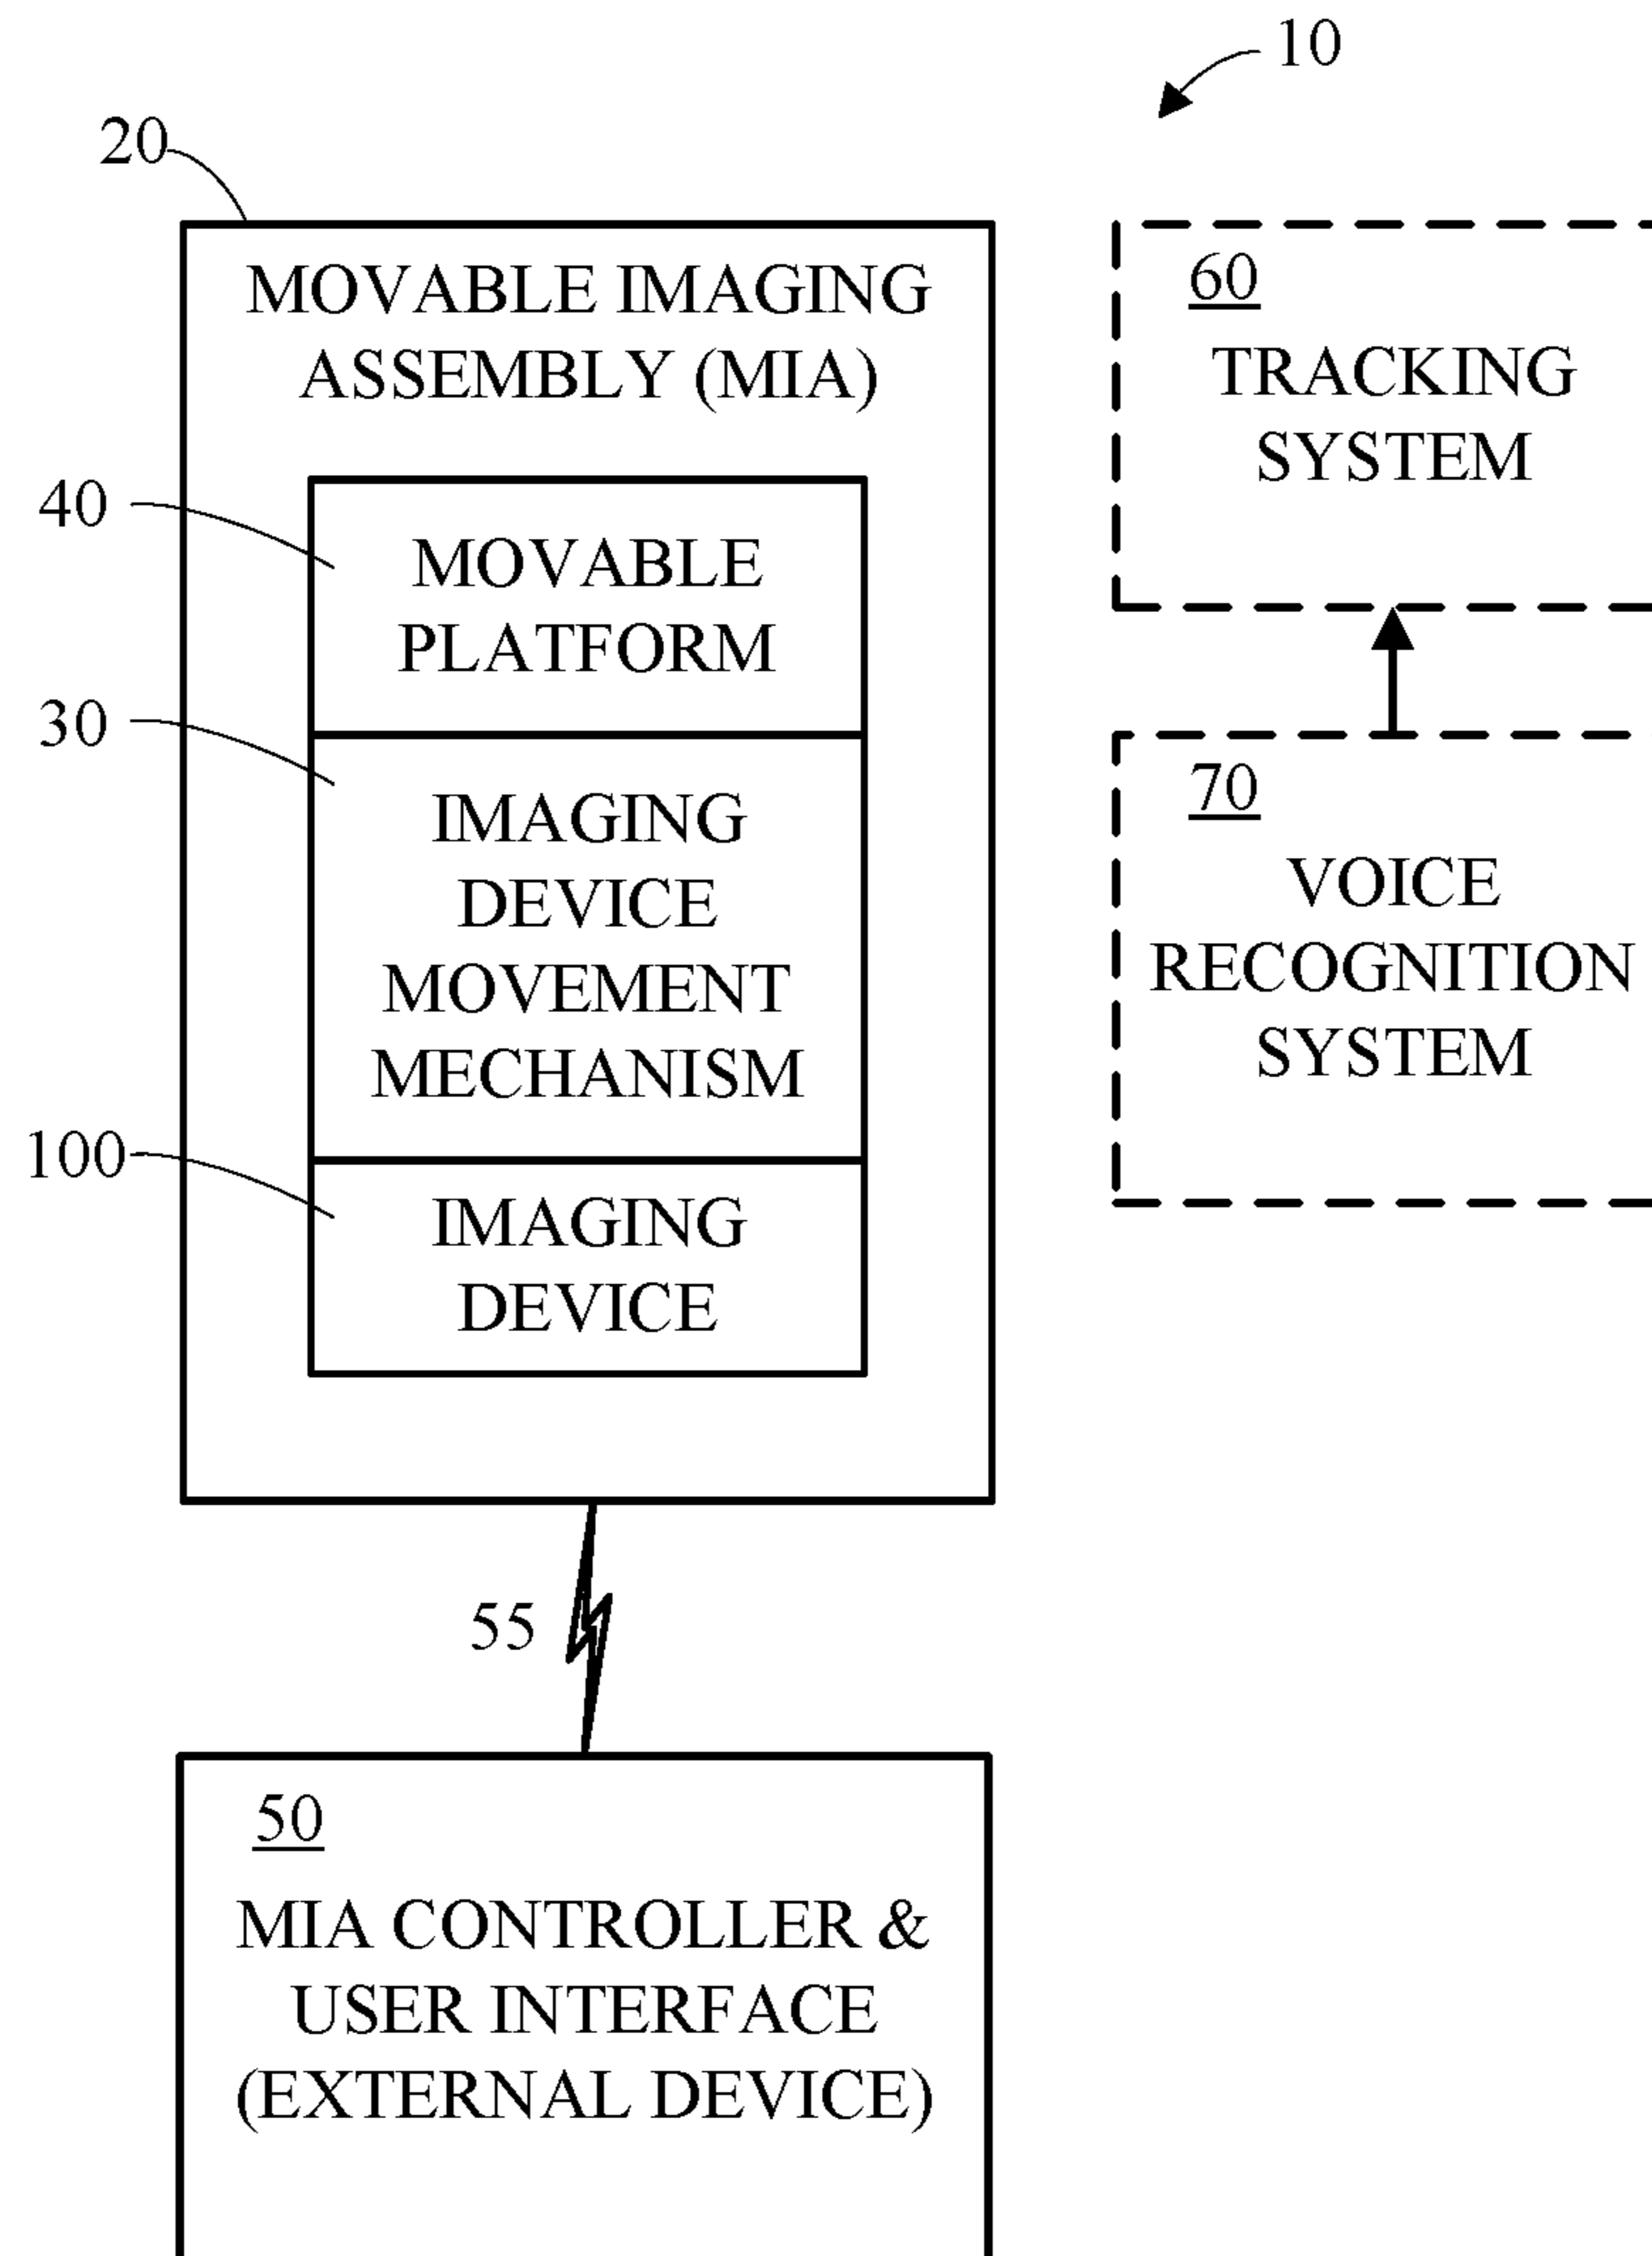 10
20
MOVABLE IMAGING
ASSEMBLY (MIA)
40
MOVABLE
PLATFORM
30
IMAGING
DEVICE
MOVEMENT
MECHANISM
100
IMAGING
DEVICE
60
TRACKING
SYSTEM
70
VOICE
RECOGNITION
SYSTEM
55
50
MIA CONTROLLER &
USER INTERFACE
(EXTERNAL DEVICE)